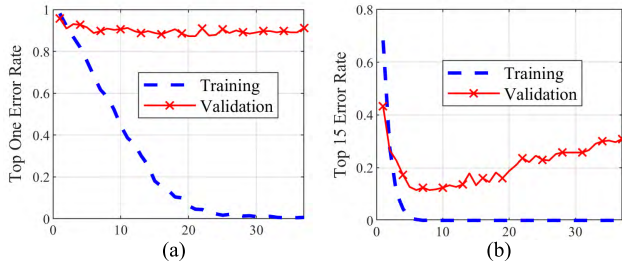 Top One Error Rate
1
0.8
0.6
0.4
0.2
0
0
10
20
30
Training
Validation
(a)
Top 15 Error Rate
0.8
0.6
0.4
0.2
0
0
10
20
30
Training
Validation
(b)